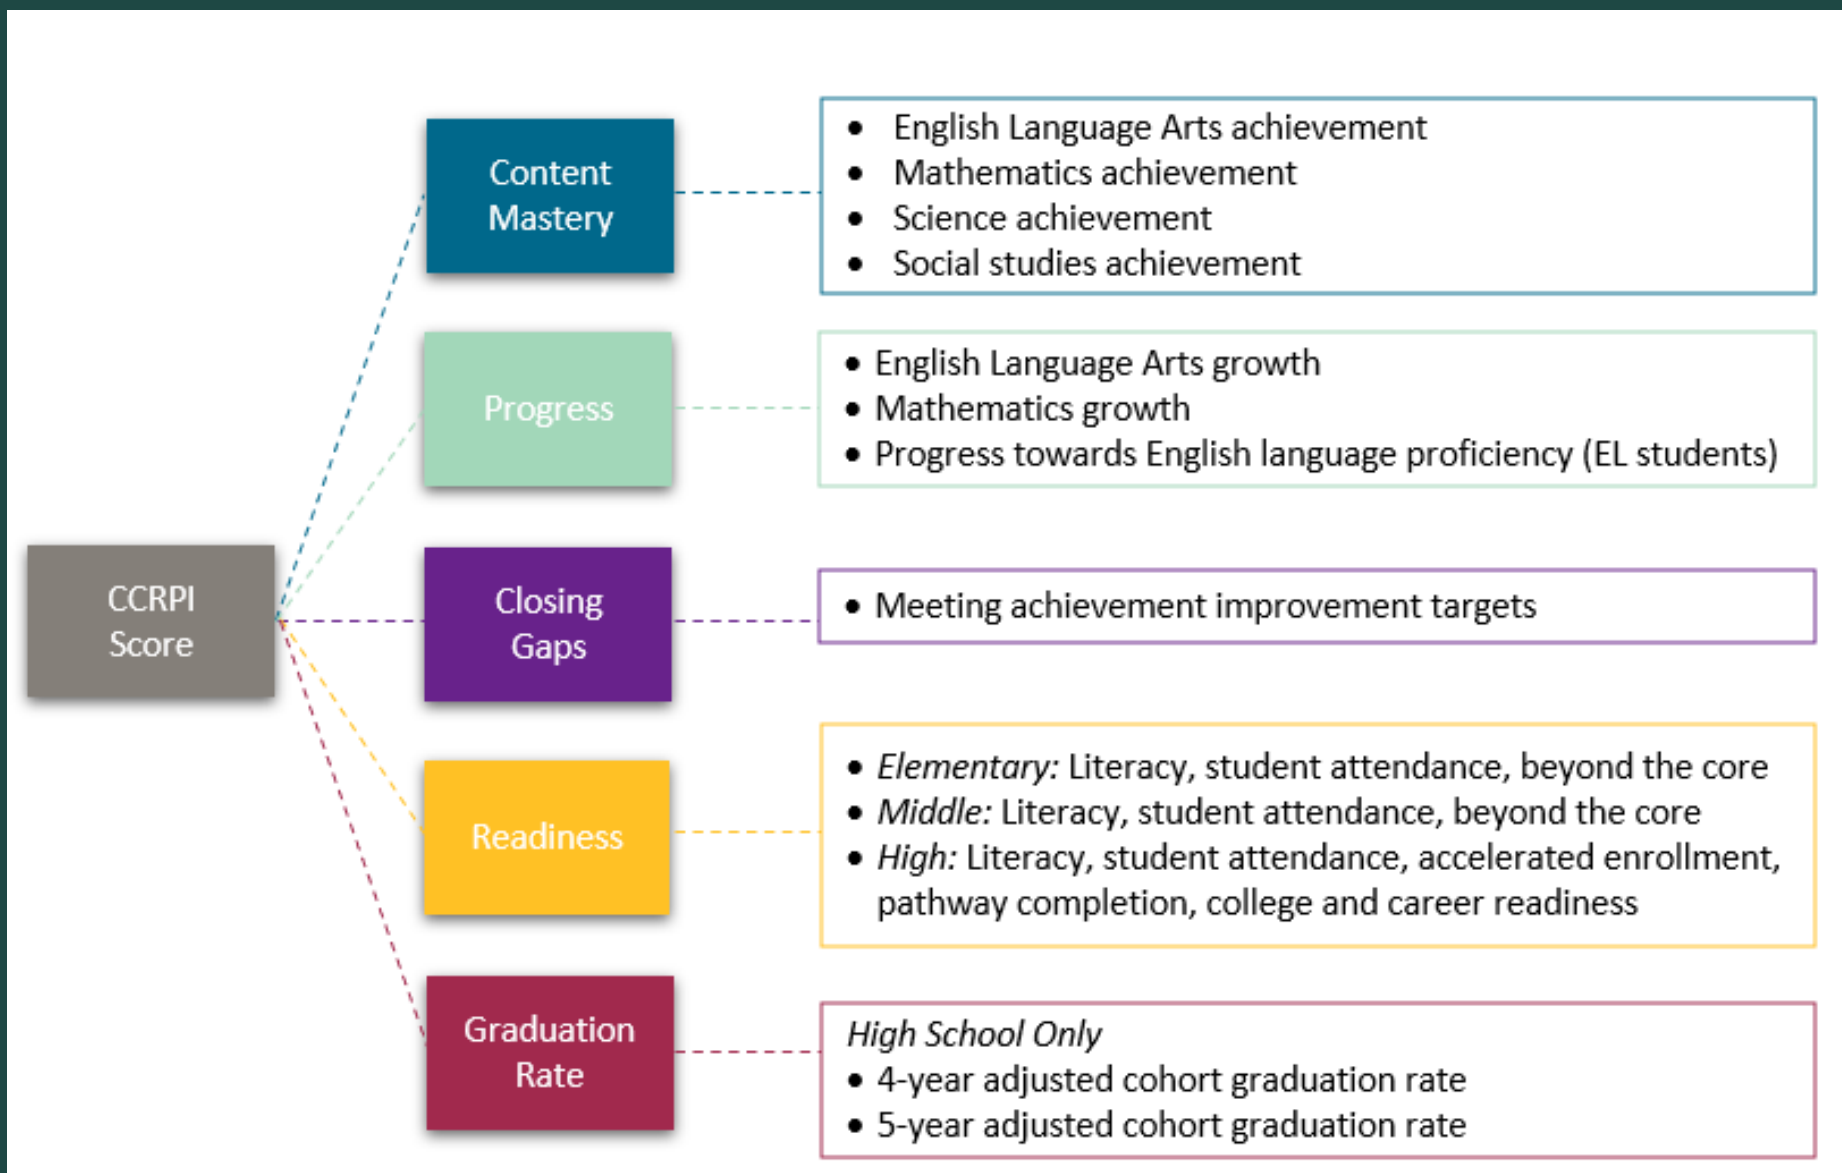 CCRPI
Score
Content
Mastery
• English Language Arts achievement
• Mathematics achievement
• Science achievement
• Social studies achievement
Progress
• English Language Arts growth
• Mathematics growth
• Progress towards English language proficiency (EL students)
Closing
Gaps
• Meeting achievement improvement targets
Readiness
• Elementary: Literacy, student attendance, beyond the core
• Middle: Literacy, student attendance, beyond the core
• High: Literacy, student attendance, accelerated enrollment,
pathway completion, college and career readiness
Graduation
Rate
High School Only
• 4-year adjusted cohort graduation rate
• 5-year adjusted cohort graduation rate